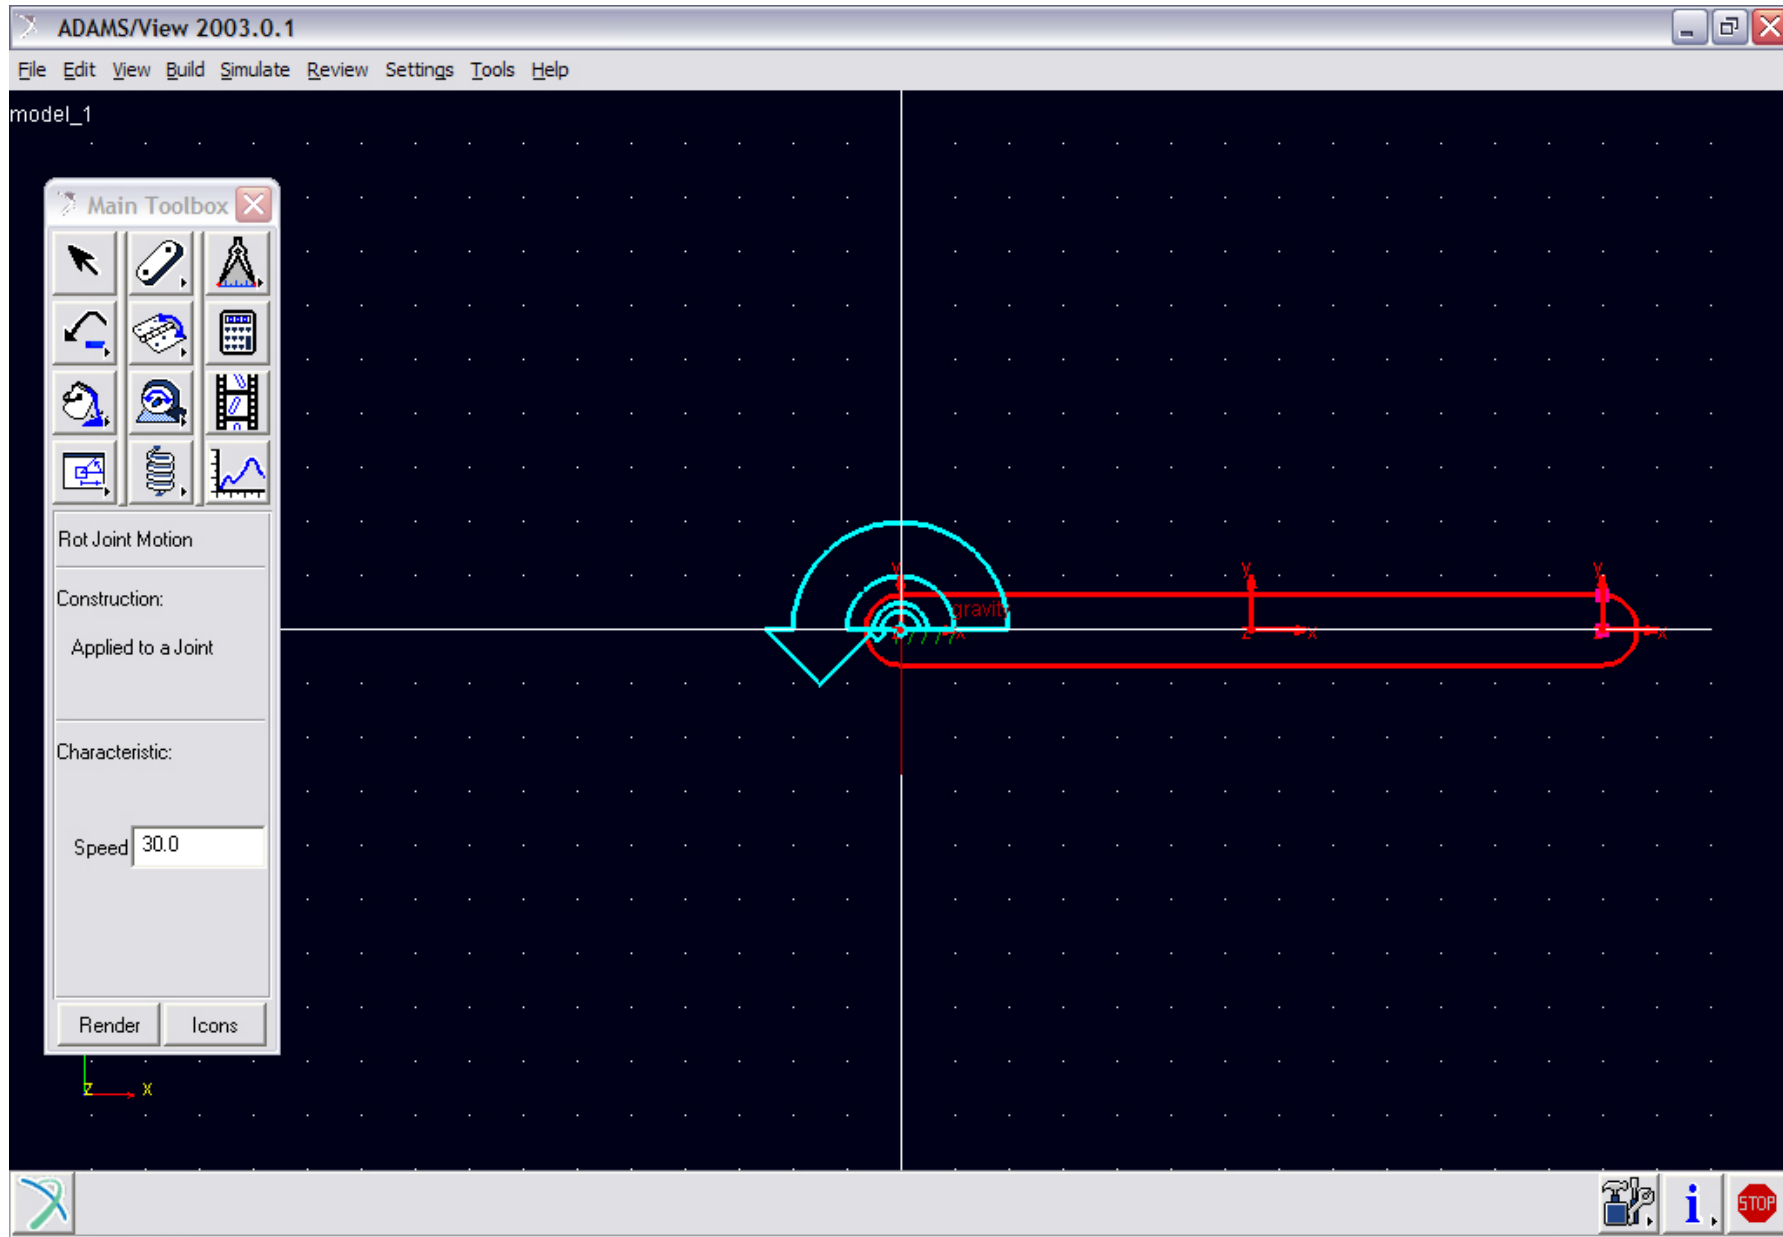 ADAMS/View 2003.0.1
File Edit View Build Simulate Review Settings Tools Help
model_1
Main Toolbox
Rot Joint Motion
Construction:
Applied to a Joint
Characteristic:
Speed 30.0
Render Icons
gravity
Y
Y
Y
x
x
x
z
z x
i
STOP